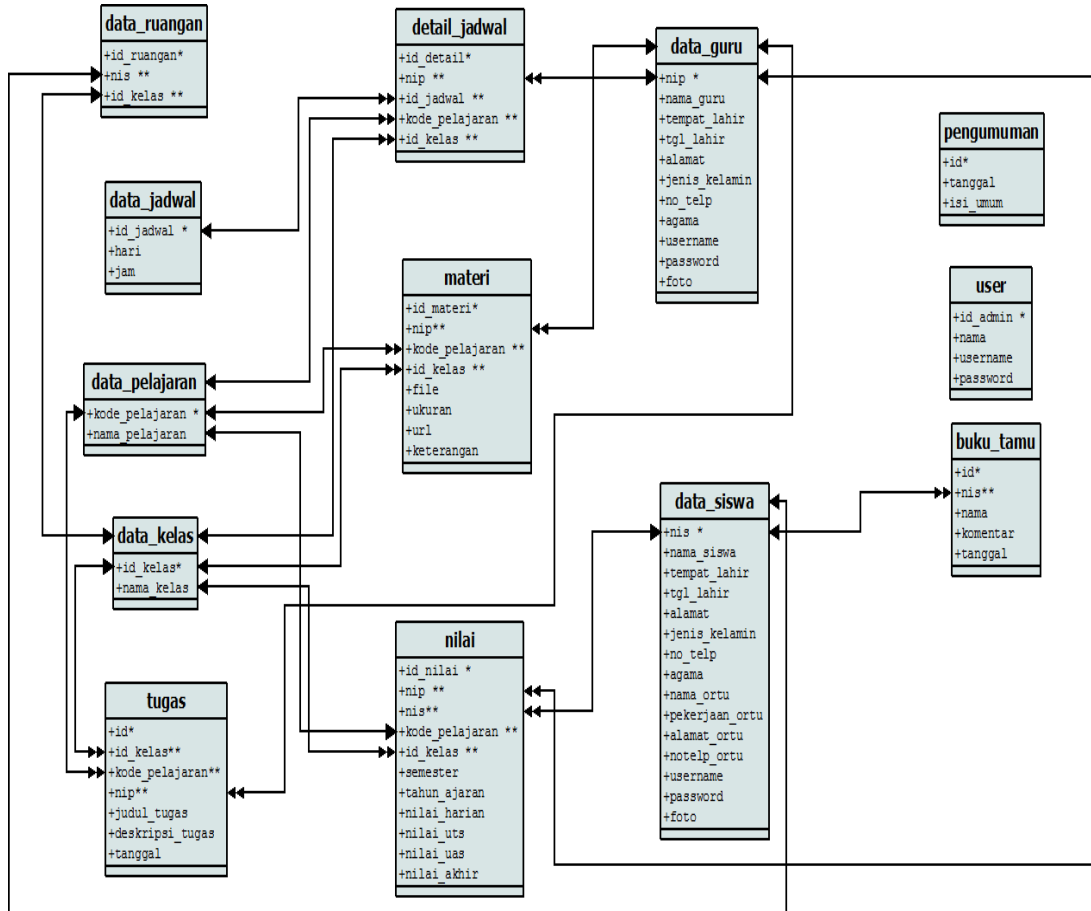 data_ruangan
+id_ruangan*
+nis **
+id_kelas **
detail_jadwal
+id_detail*
+nip **
+id_jadwal **
+kode_pelajaran **
+id_kelas **
data_guru
+nip *
+nama_guru
+tempat_lahir
+tgl_lahir
+alamat
+jenis_kelamin
+no_telp
+agama
+username
+password
+foto
pengumuman
+id*
+tanggal
+isi_umum
data_jadwal
+id_jadwal *
+hari
+jam
materi
+id_materi*
+nip**
+kode_pelajaran **
+id_kelas **
+file
+ukuran
+url
+keterangan
user
+id_admin *
+nama
+username
+password
data_pelajaran
+kode_pelajaran *
+nama_pelajaran
buku_tamu
+id*
+nis**
+nama
+komentar
+tanggal
data_kelas
+id_kelas*
+nama_kelas
data_siswa
+nis *
+nama_siswa
+tempat_lahir
+tgl_lahir
+alamat
+jenis_kelamin
+no_telp
+agama
+nama_ortu
+pekerjaan_ortu
+alamat_ortu
+notelp_ortu
+username
+password
+foto
tugas
+id*
+id_kelas**
+kode_pelajaran**
+nip**
+judul_tugas
+deskripsi_tugas
+tanggal
nilai
+id_nilai *
+nip **
+nis**
+kode_pelajaran **
+id_kelas **
+semester
+tahun_ajaran
+nilai_harian
+nilai_uts
+nilai_uas
+nilai_akhir